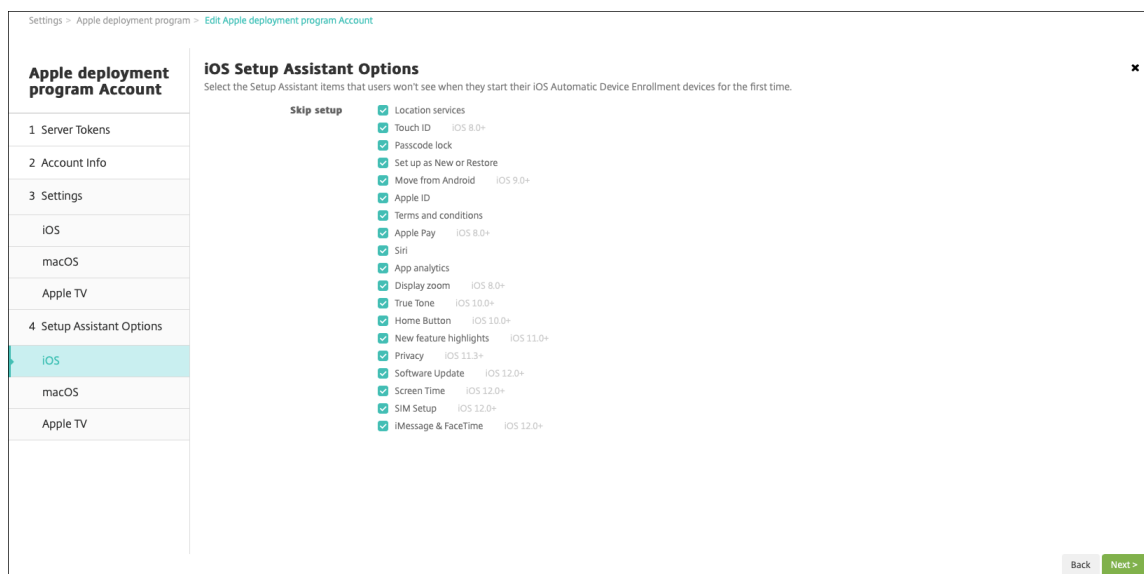 Settings > Apple deployment program > Edit Apple deployment program Account
Apple deployment program Account
1 Server Tokens
2 Account Info
3 Settings
iOS
macOS
Apple TV
4 Setup Assistant Options
iOS
macOS
Apple TV
iOS Setup Assistant Options
Select the Setup Assistant items that users won't see when they start their iOS Automatic Device Enrollment devices for the first time.
Skip setup
Location services
Touch ID iOS 8.0+
Passcode lock
Set up as New or Restore
Move from Android iOS 9.0+
Apple ID
Terms and conditions
Apple Pay iOS 8.0+
Siri
App analytics
Display zoom iOS 8.0+
True Tone iOS 10.0+
Home Button iOS 10.0+
New feature highlights iOS 11.0+
Privacy iOS 11.3+
Software Update iOS 12.0+
Screen Time iOS 12.0+
SIM Setup iOS 12.0+
iMessage & FaceTime iOS 12.0+
Back Next >